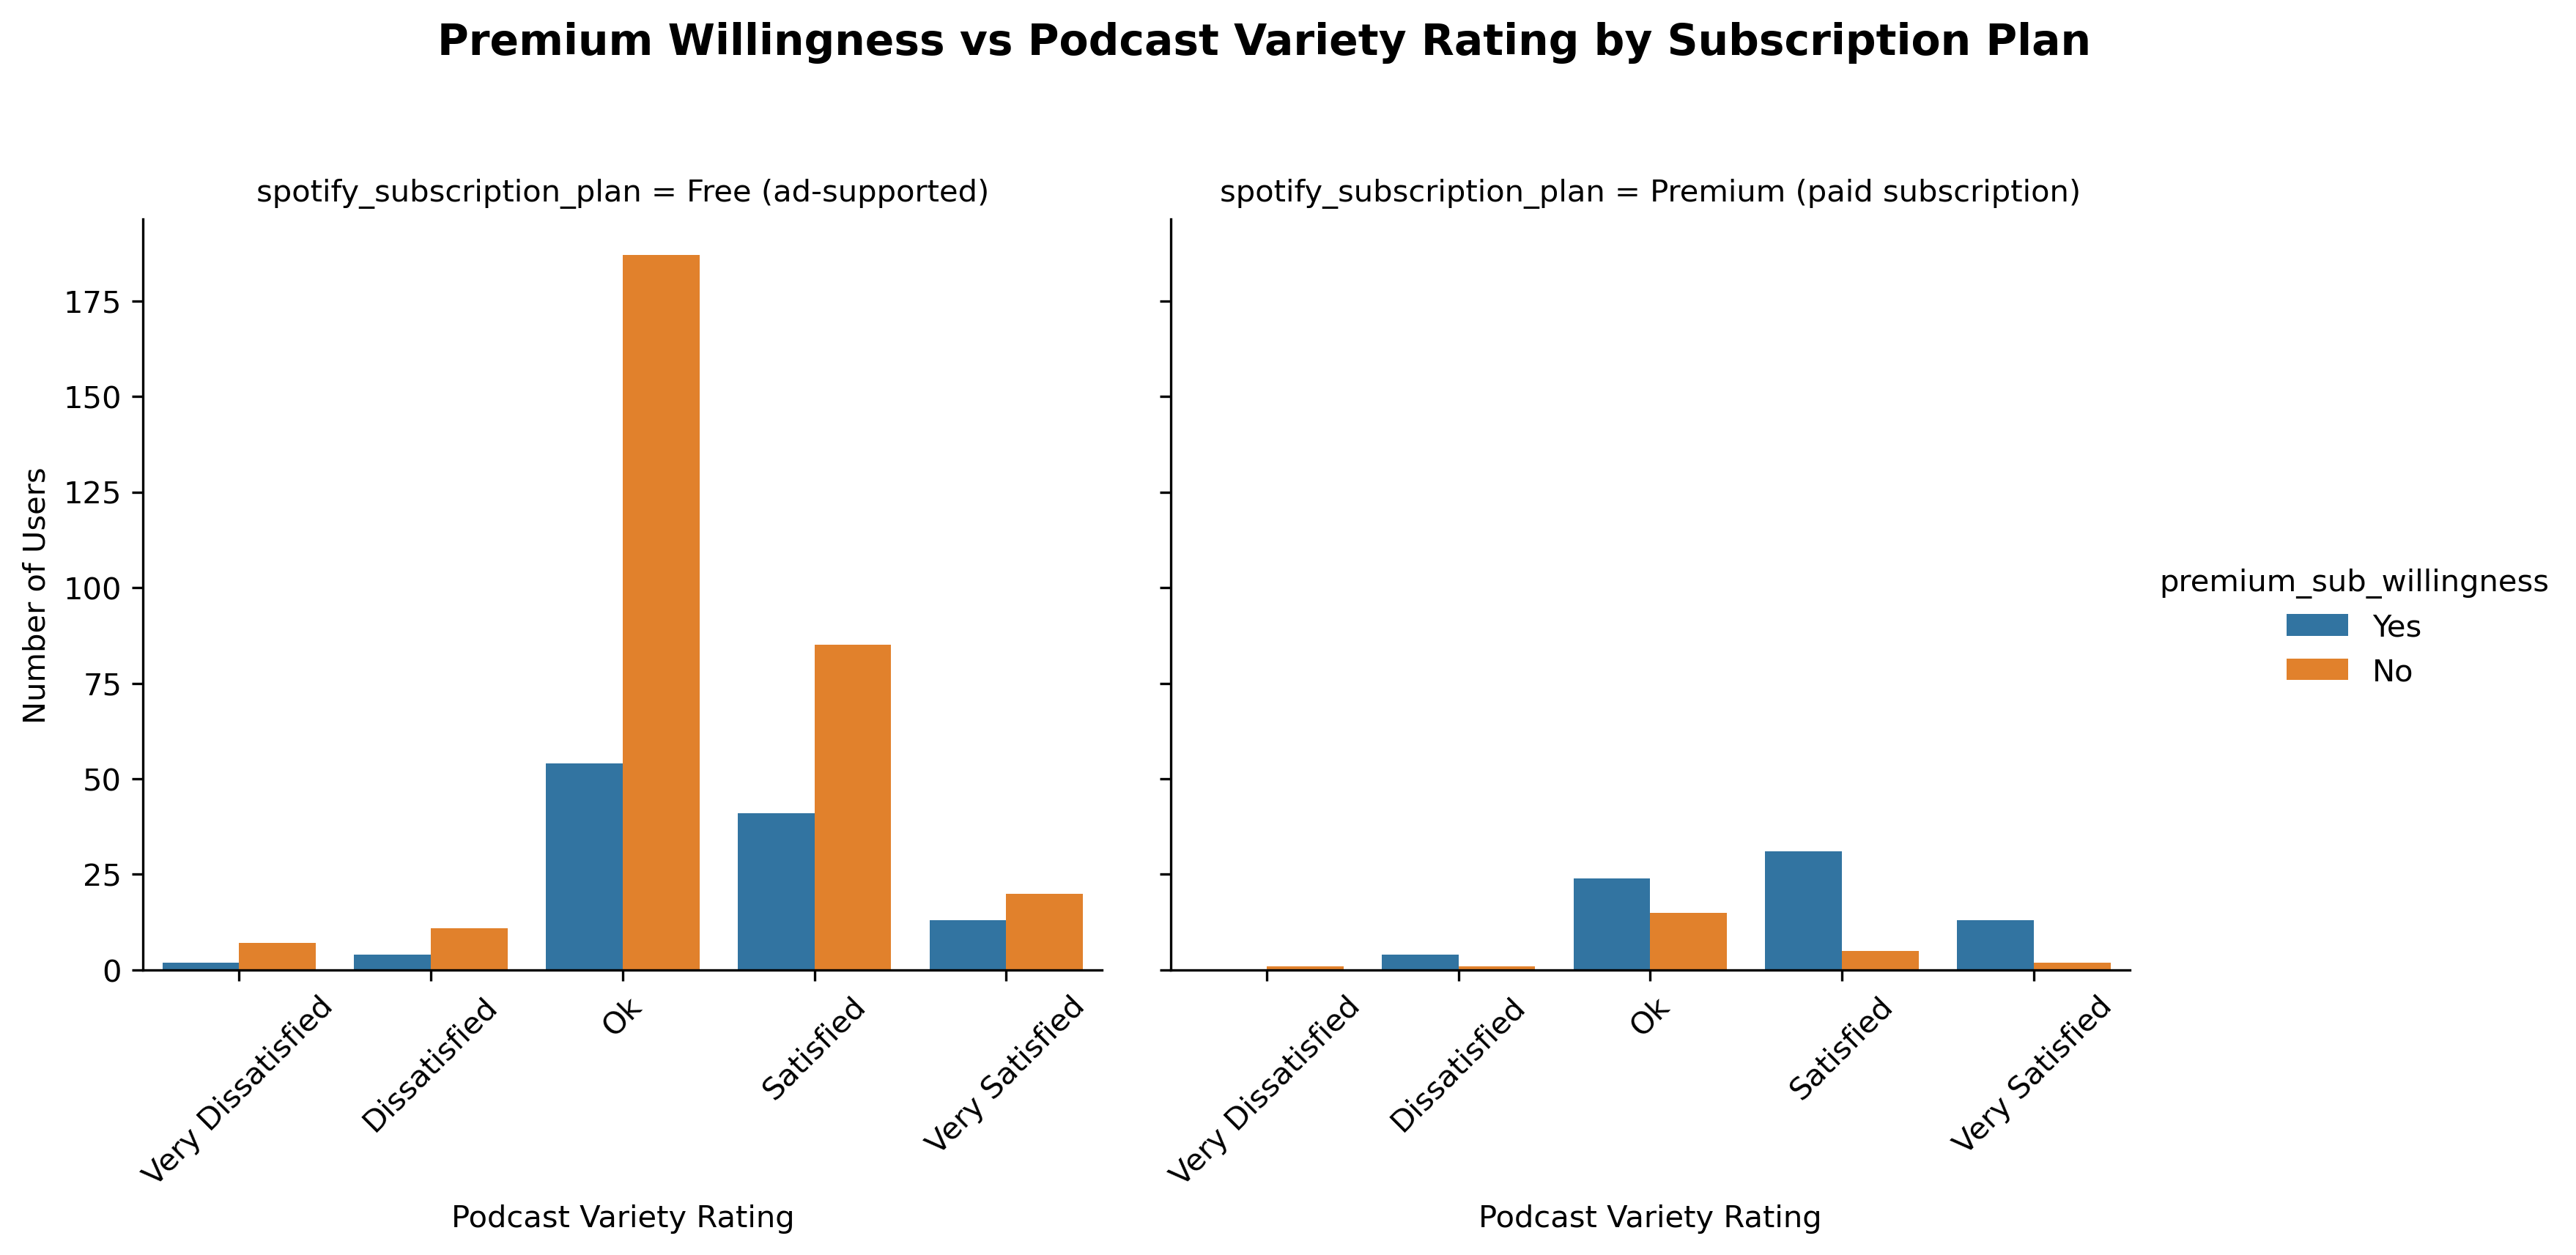 Premium Willingness vs Podcast Variety Rating by Subscription Plan
spotify_subscription_plan = Free (ad-supported)
spotify_subscription_plan = Premium (paid subscription)
Number of Users
175
150
125
100
75
50
25
0
Very Dissatisfied
Dissatisfied
Ok
Satisfied
Very Satisfied
Podcast Variety Rating
Very Dissatisfied
Dissatisfied
Ok
Satisfied
Very Satisfied
Podcast Variety Rating
premium_sub_willingness
Yes
No